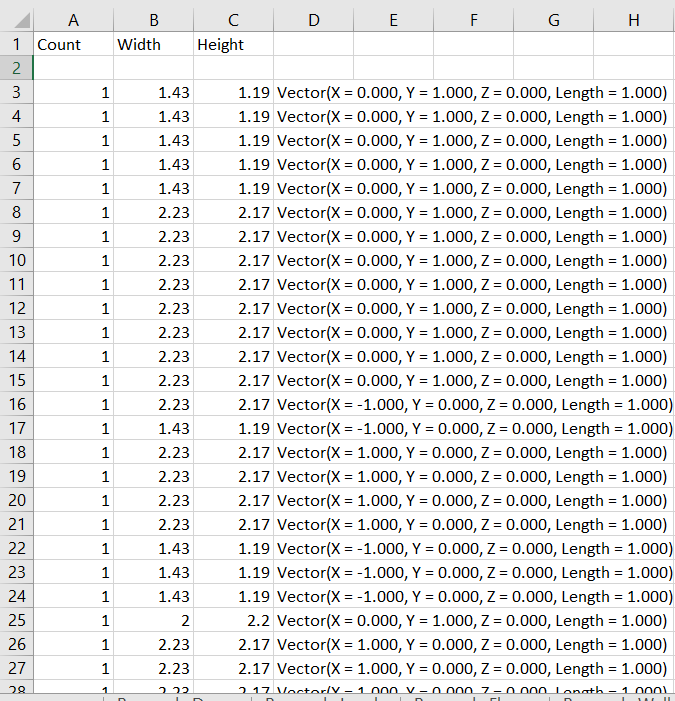 A B C D E F G H
1 Count Width Height
2
3 1 1.43 1.19 Vector(X = 0.000, Y = 1.000, Z = 0.000, Length = 1.000)
4 1 1.43 1.19 Vector(X = 0.000, Y = 1.000, Z = 0.000, Length = 1.000)
5 1 1.43 1.19 Vector(X = 0.000, Y = 1.000, Z = 0.000, Length = 1.000)
6 1 1.43 1.19 Vector(X = 0.000, Y = 1.000, Z = 0.000, Length = 1.000)
7 1 1.43 1.19 Vector(X = 0.000, Y = 1.000, Z = 0.000, Length = 1.000)
8 1 2.23 2.17 Vector(X = 0.000, Y = 1.000, Z = 0.000, Length = 1.000)
9 1 2.23 2.17 Vector(X = 0.000, Y = 1.000, Z = 0.000, Length = 1.000)
10 1 2.23 2.17 Vector(X = 0.000, Y = 1.000, Z = 0.000, Length = 1.000)
11 1 2.23 2.17 Vector(X = 0.000, Y = 1.000, Z = 0.000, Length = 1.000)
12 1 2.23 2.17 Vector(X = 0.000, Y = 1.000, Z = 0.000, Length = 1.000)
13 1 2.23 2.17 Vector(X = 0.000, Y = 1.000, Z = 0.000, Length = 1.000)
14 1 2.23 2.17 Vector(X = 0.000, Y = 1.000, Z = 0.000, Length = 1.000)
15 1 2.23 2.17 Vector(X = 0.000, Y = 1.000, Z = 0.000, Length = 1.000)
16 1 2.23 2.17 Vector(X = -1.000, Y = 0.000, Z = 0.000, Length = 1.000)
17 1 1.43 1.19 Vector(X = -1.000, Y = 0.000, Z = 0.000, Length = 1.000)
18 1 2.23 2.17 Vector(X = 1.000, Y = 0.000, Z = 0.000, Length = 1.000)
19 1 2.23 2.17 Vector(X = 1.000, Y = 0.000, Z = 0.000, Length = 1.000)
20 1 2.23 2.17 Vector(X = 1.000, Y = 0.000, Z = 0.000, Length = 1.000)
21 1 2.23 2.17 Vector(X = 1.000, Y = 0.000, Z = 0.000, Length = 1.000)
22 1 1.43 1.19 Vector(X = -1.000, Y = 0.000, Z = 0.000, Length = 1.000)
23 1 1.43 1.19 Vector(X = -1.000, Y = 0.000, Z = 0.000, Length = 1.000)
24 1 1.43 1.19 Vector(X = -1.000, Y = 0.000, Z = 0.000, Length = 1.000)
25 1 2 2.2 Vector(X = 0.000, Y = 1.000, Z = 0.000, Length = 1.000)
26 1 2.23 2.17 Vector(X = 1.000, Y = 0.000, Z = 0.000, Length = 1.000)
27 1 2.23 2.17 Vector(X = 1.000, Y = 0.000, Z = 0.000, Length = 1.000)
28 1 2.23 2.17 Vector(X = 1.000, Y = 0.000, Z = 0.000, Length = 1.000)